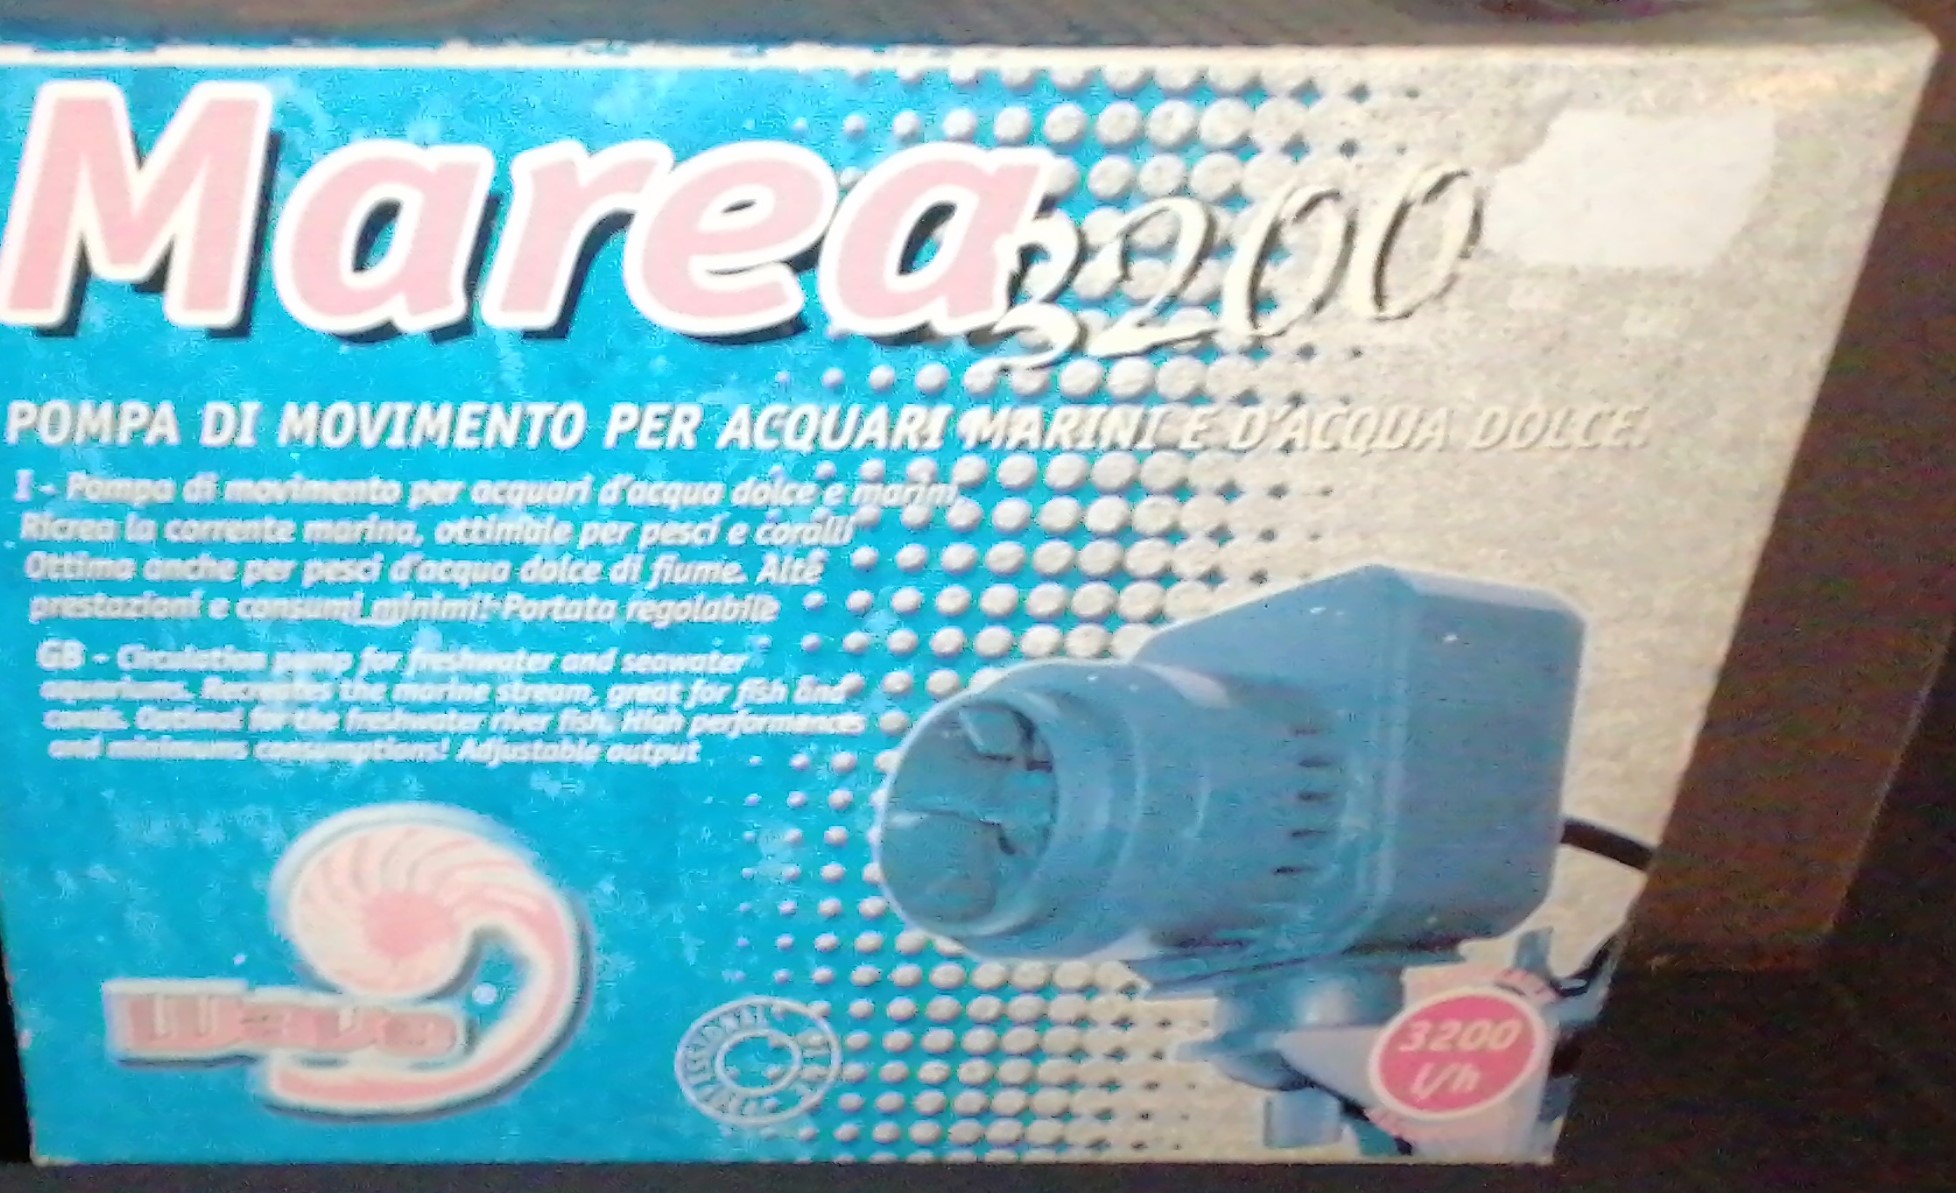 Marea 3200
POMPA DI MOVIMENTO PER ACQUARI MARINI E D'ACQUA DOLCE.
I - Pompa di movimento per acquari d'acqua dolce e marini.
Ricrea la corrente marina, ottimale per pesci e coralli
Ottima anche per pesci d'acqua dolce di fiume. Alte
prestazioni e consumi minimi! Portata regolabile
GB - Circulation pump for freshwater and seawater
aquariums. Recreates the marine stream, great for fish and
corals. Optimal for the freshwater river fish. High performances
and minimums consumptions! Adjustable output
Wave
3200
l/h